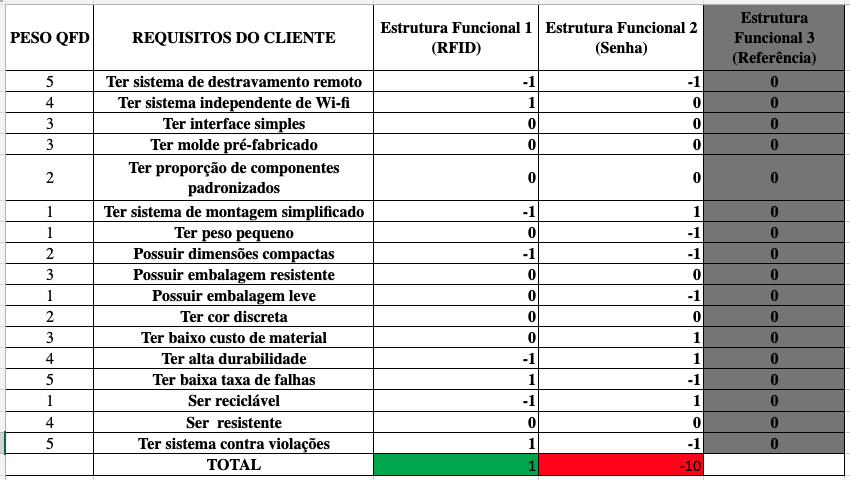 PESO QFD REQUISITOS DO CLIENTE Estrutura Funcional 1 (RFID) Estrutura Funcional 2 (Senha) Estrutura Funcional 3 (Referência)
5 Ter sistema de destravamento remoto -1 -1 0
4 Ter sistema independente de Wi-fi 1 0 0
3 Ter interface simples 0 0 0
3 Ter molde pré-fabricado 0 0 0
2 Ter proporção de componentes padronizados 0 0 0
1 Ter sistema de montagem simplificado -1 1 0
1 Ter peso pequeno 0 -1 0
2 Possuir dimensões compactas -1 -1 0
3 Possuir embalagem resistente 0 0 0
1 Possuir embalagem leve 0 -1 0
2 Ter cor discreta 0 0 0
3 Ter baixo custo de material 0 1 0
4 Ter alta durabilidade -1 1 0
5 Ter baixa taxa de falhas 1 -1 0
1 Ser reciclável -1 1 0
4 Ser resistente 0 0 0
5 Ter sistema contra violações 1 -1 0
TOTAL 1 -10